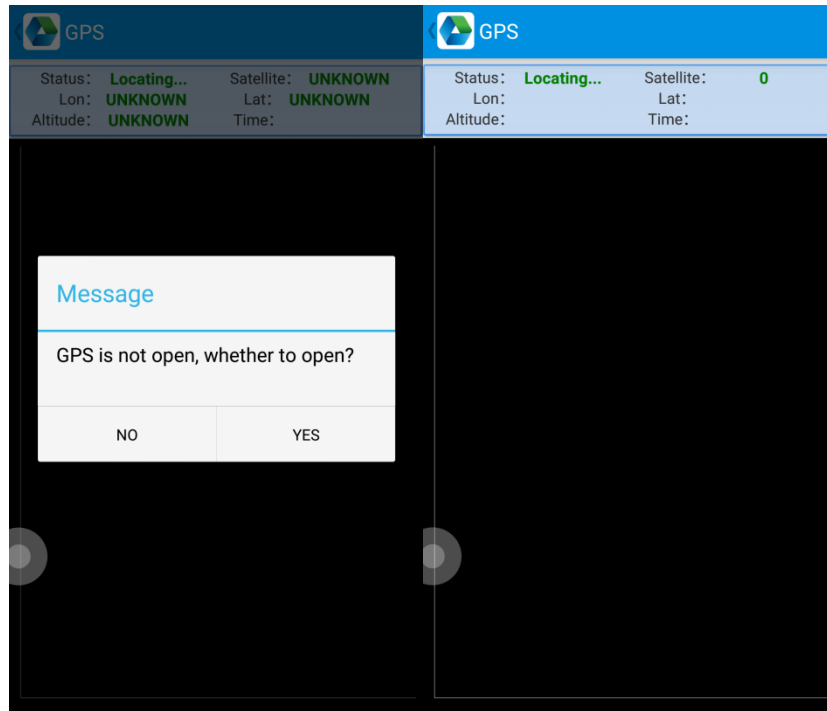 GPS
Status: Locating... Satellite: UNKNOWN
Lon: UNKNOWN Lat: UNKNOWN
Altitude: UNKNOWN Time:
Message
GPS is not open, whether to open?
NO YES
GPS
Status: Locating... Satellite: 0
Lon: Lat:
Altitude: Time: